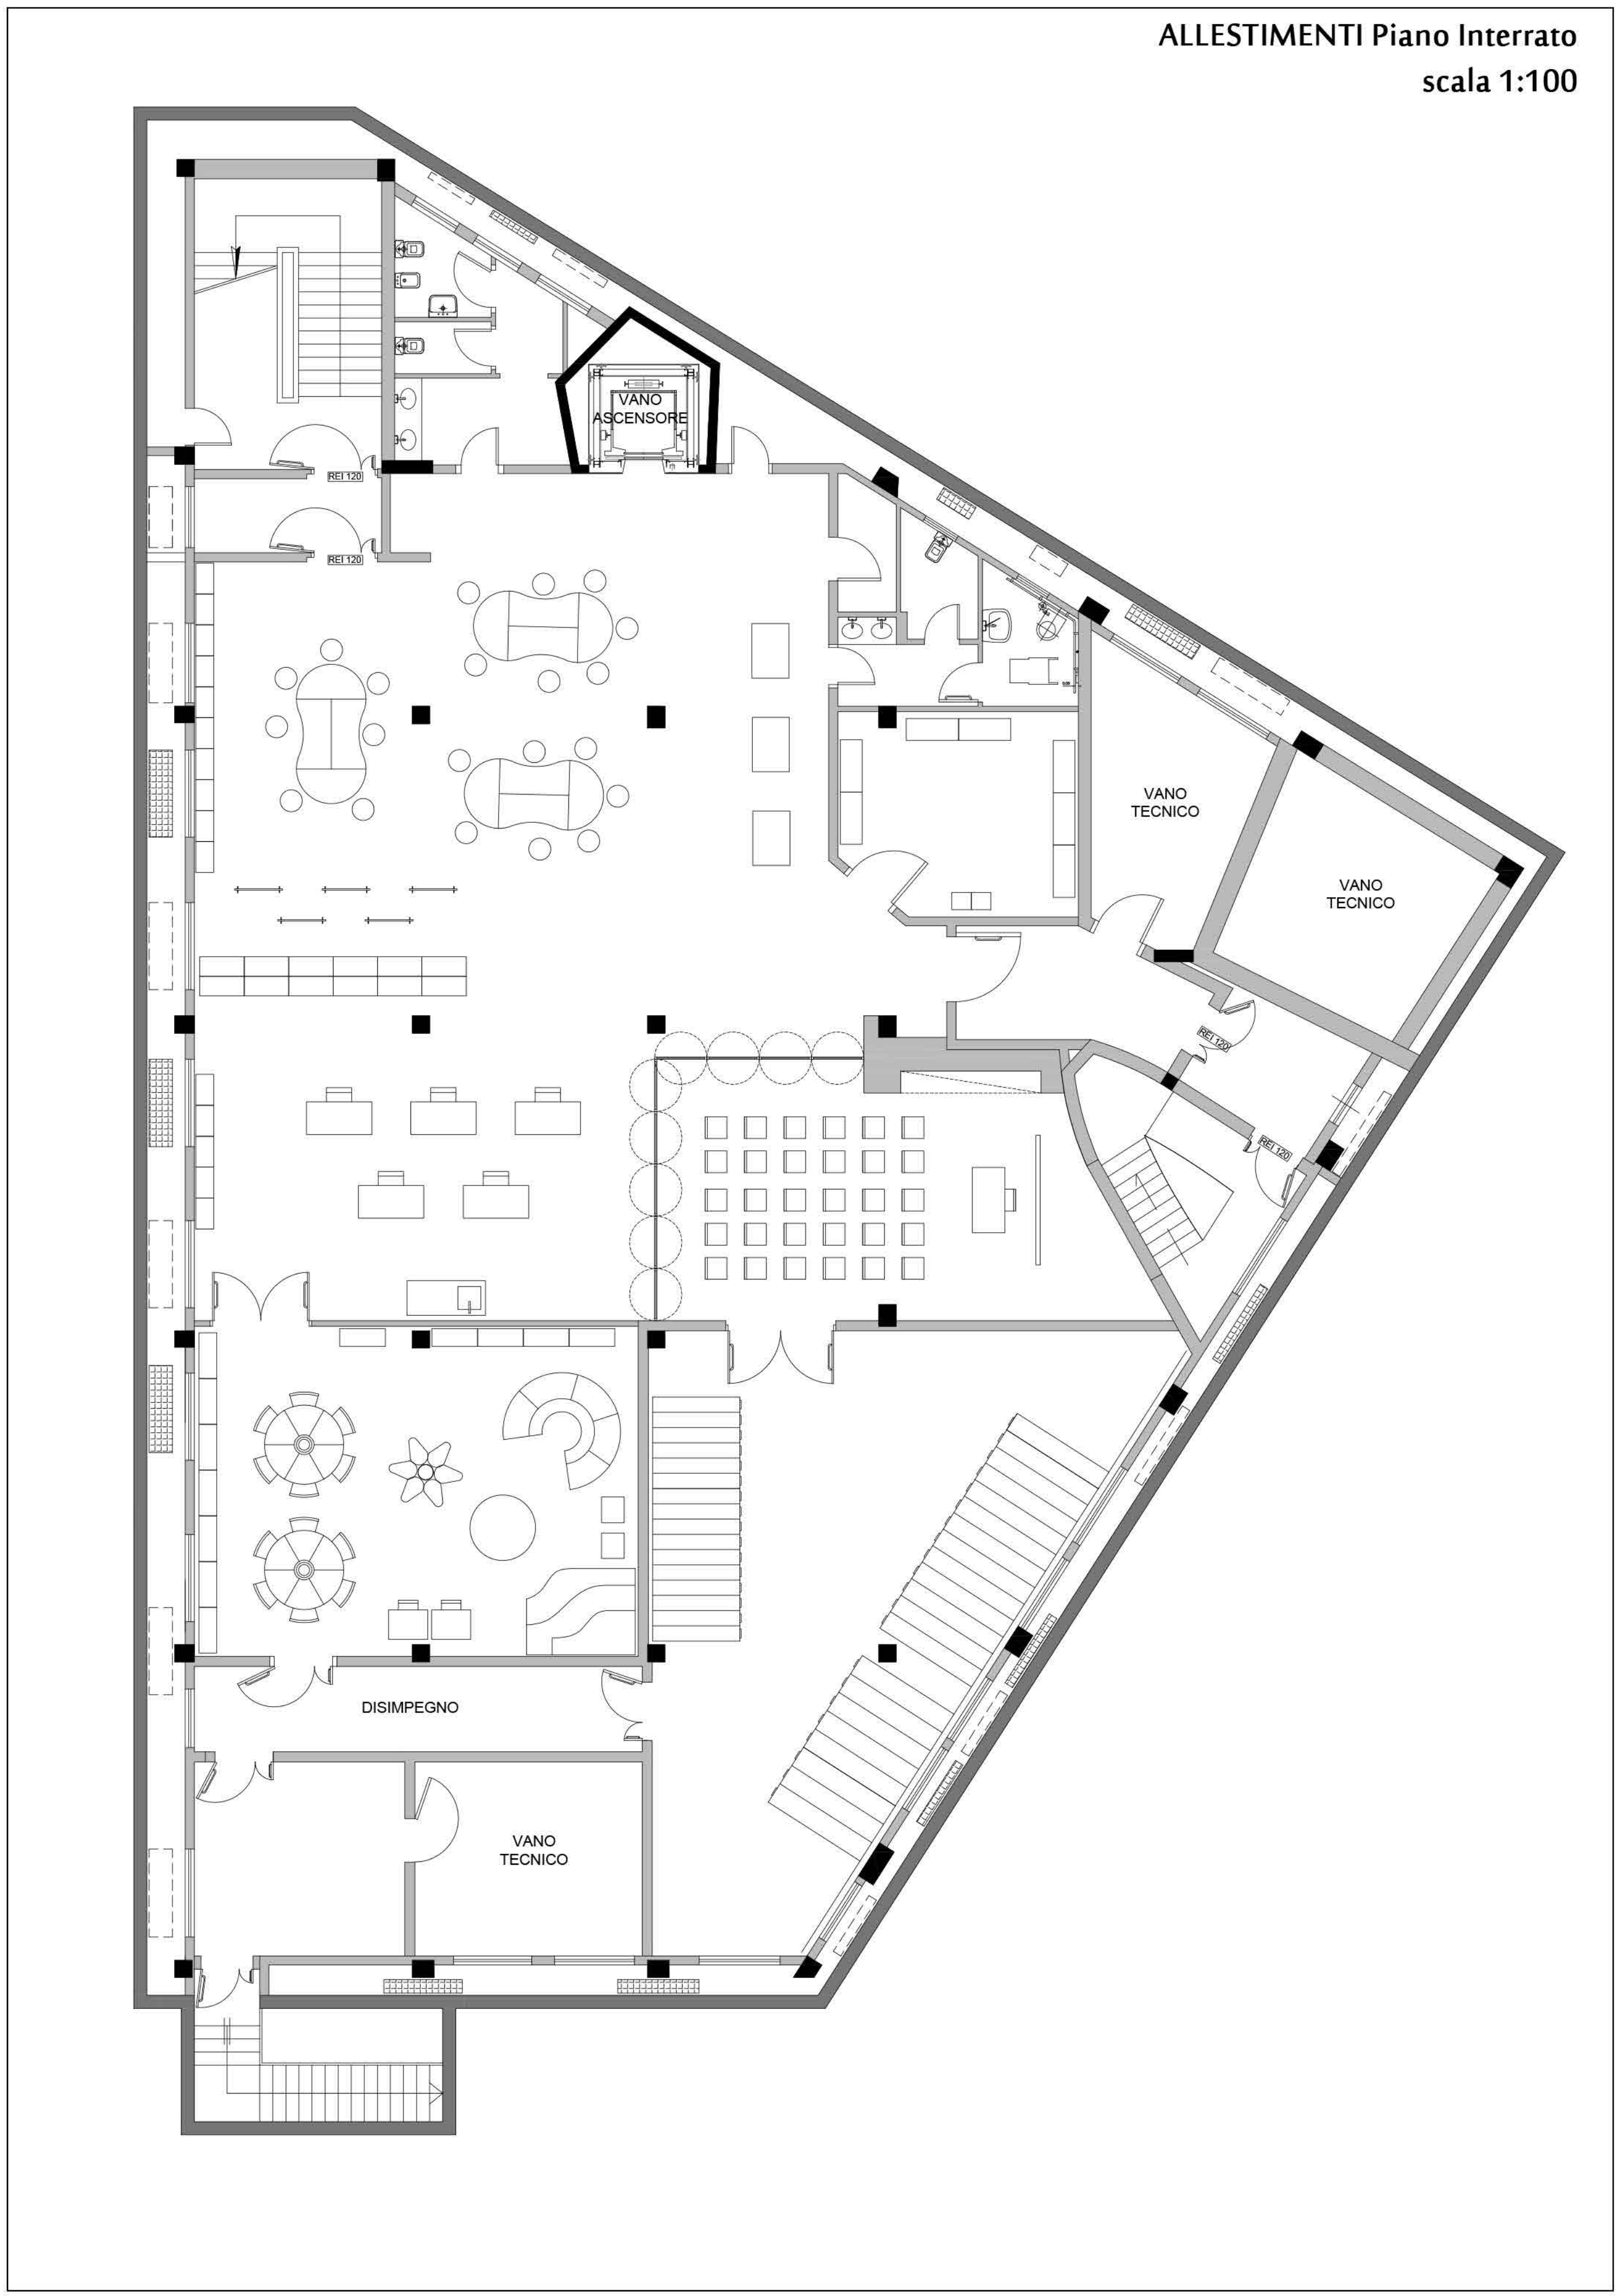 ALLESTIMENTI Piano Interrato
scala 1:100
VANO
ASCENSORE
REI 120
REI 120
VANO
TECNICO
VANO
TECNICO
REI 120
REI 120
DISIMPEGNO
VANO
TECNICO